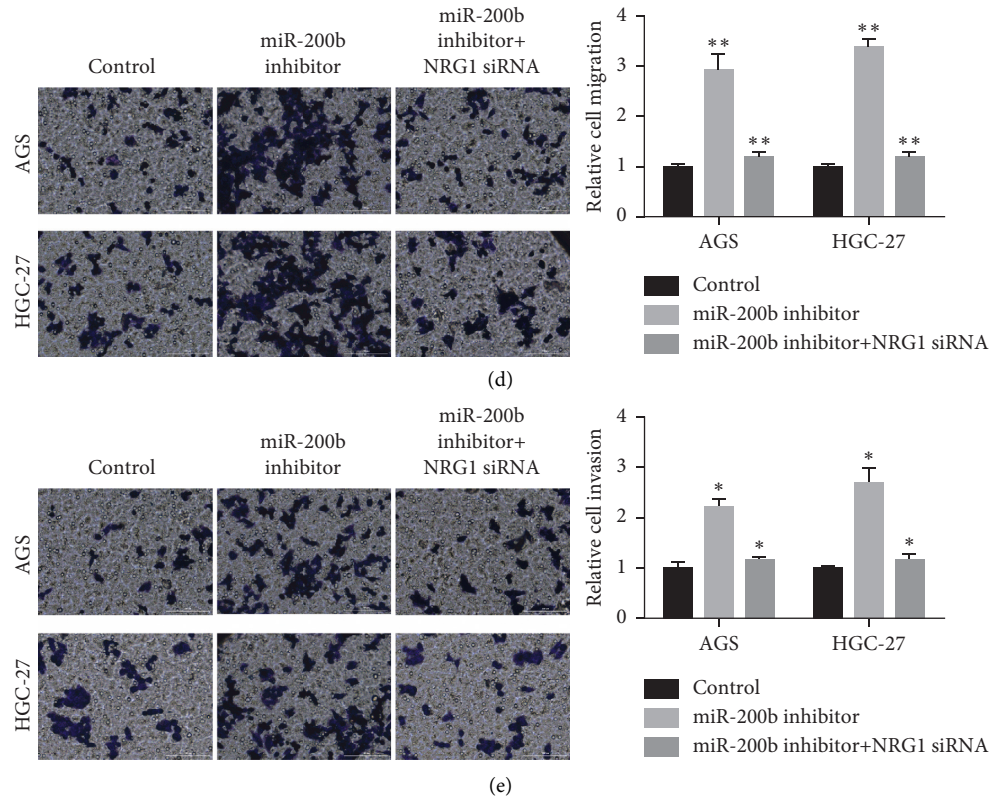 Control
miR-200b
inhibitor
miR-200b
inhibitor+
NRG1 siRNA
AGS
HGC-27
Relative cell migration
4
3
2
1
0
**
**
**
**
AGS
HGC-27
Control
miR-200b inhibitor
miR-200b inhibitor+NRG1 siRNA
(d)
Control
miR-200b
inhibitor
miR-200b
inhibitor+
NRG1 siRNA
AGS
HGC-27
Relative cell invasion
4
3
2
1
0
*
*
*
*
AGS
HGC-27
Control
miR-200b inhibitor
miR-200b inhibitor+NRG1 siRNA
(e)